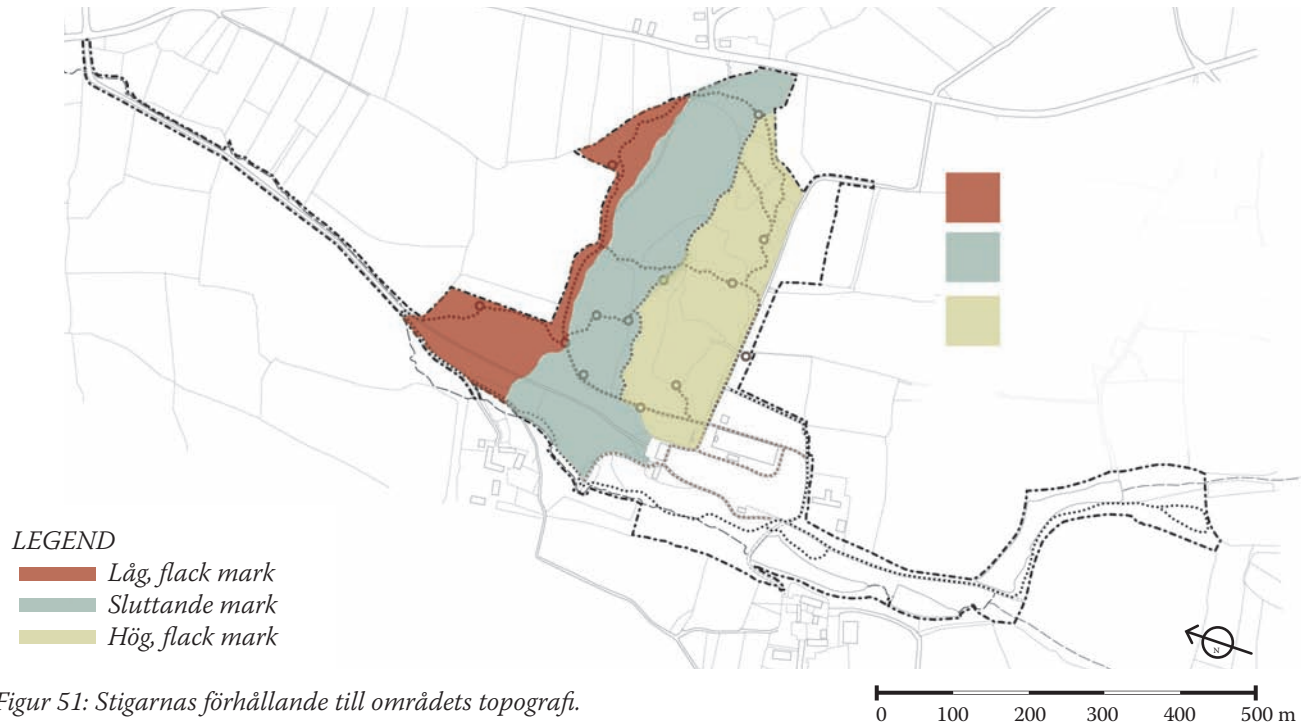 LEGEND
Låg, flack mark
Sluttande mark
Hög, flack mark
N
Figur 51: Stigarnas förhållande till områdets topografi.
0 100 200 300 400 500 m